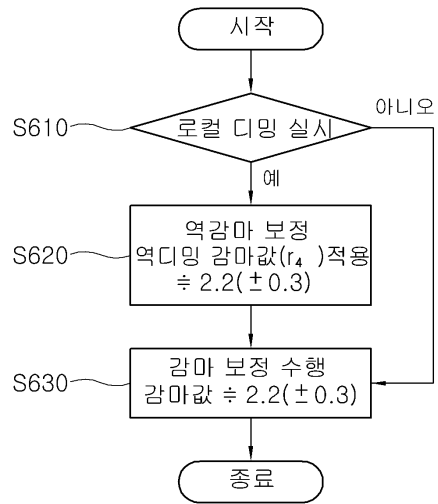 시작
아니오
S610
로컬 디밍 실시
예
역감마 보정
S620
역디밍 감마값(r₄ )적용
≑ 2.2(±0.3)
감마 보정 수행
S630
감마값 ≑ 2.2(±0.3)
종료